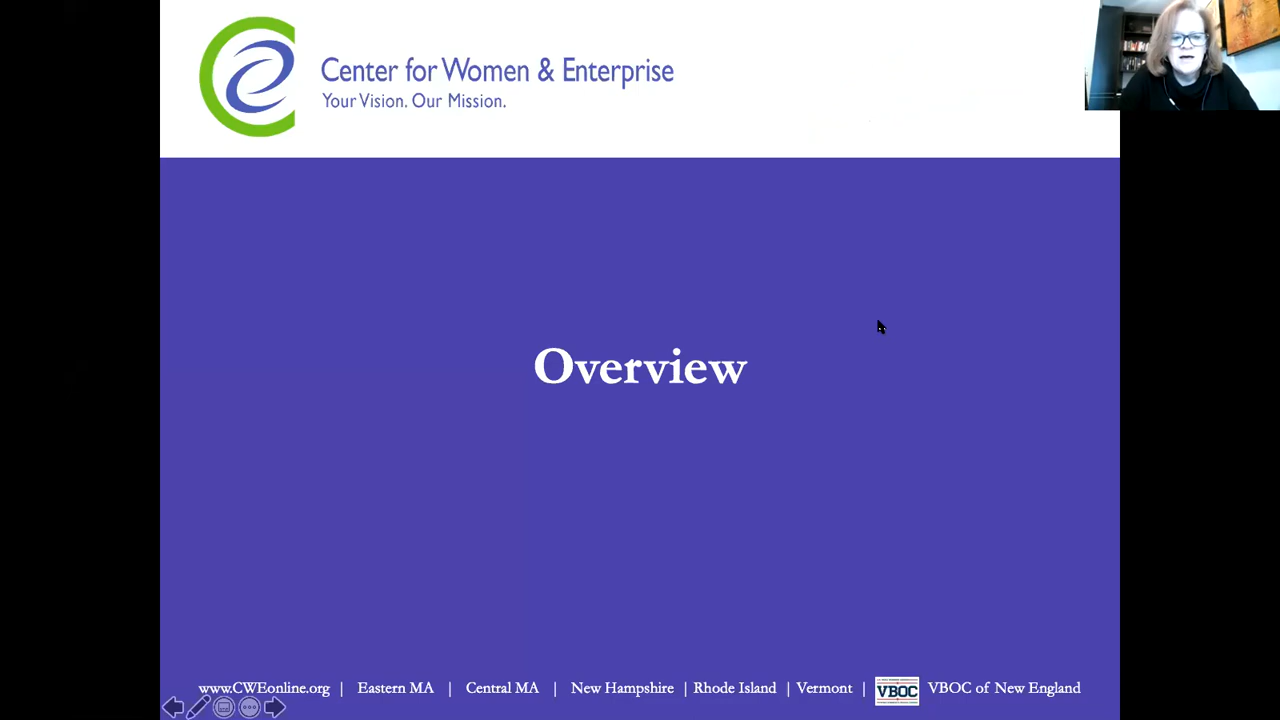 Center for Women & Enterprise
Your Vision. Our Mission.
Overview
www.CWEonline.org | Eastern MA | Central MA | New Hampshire | Rhode Island | Vermont | VBOC VBOC of New England